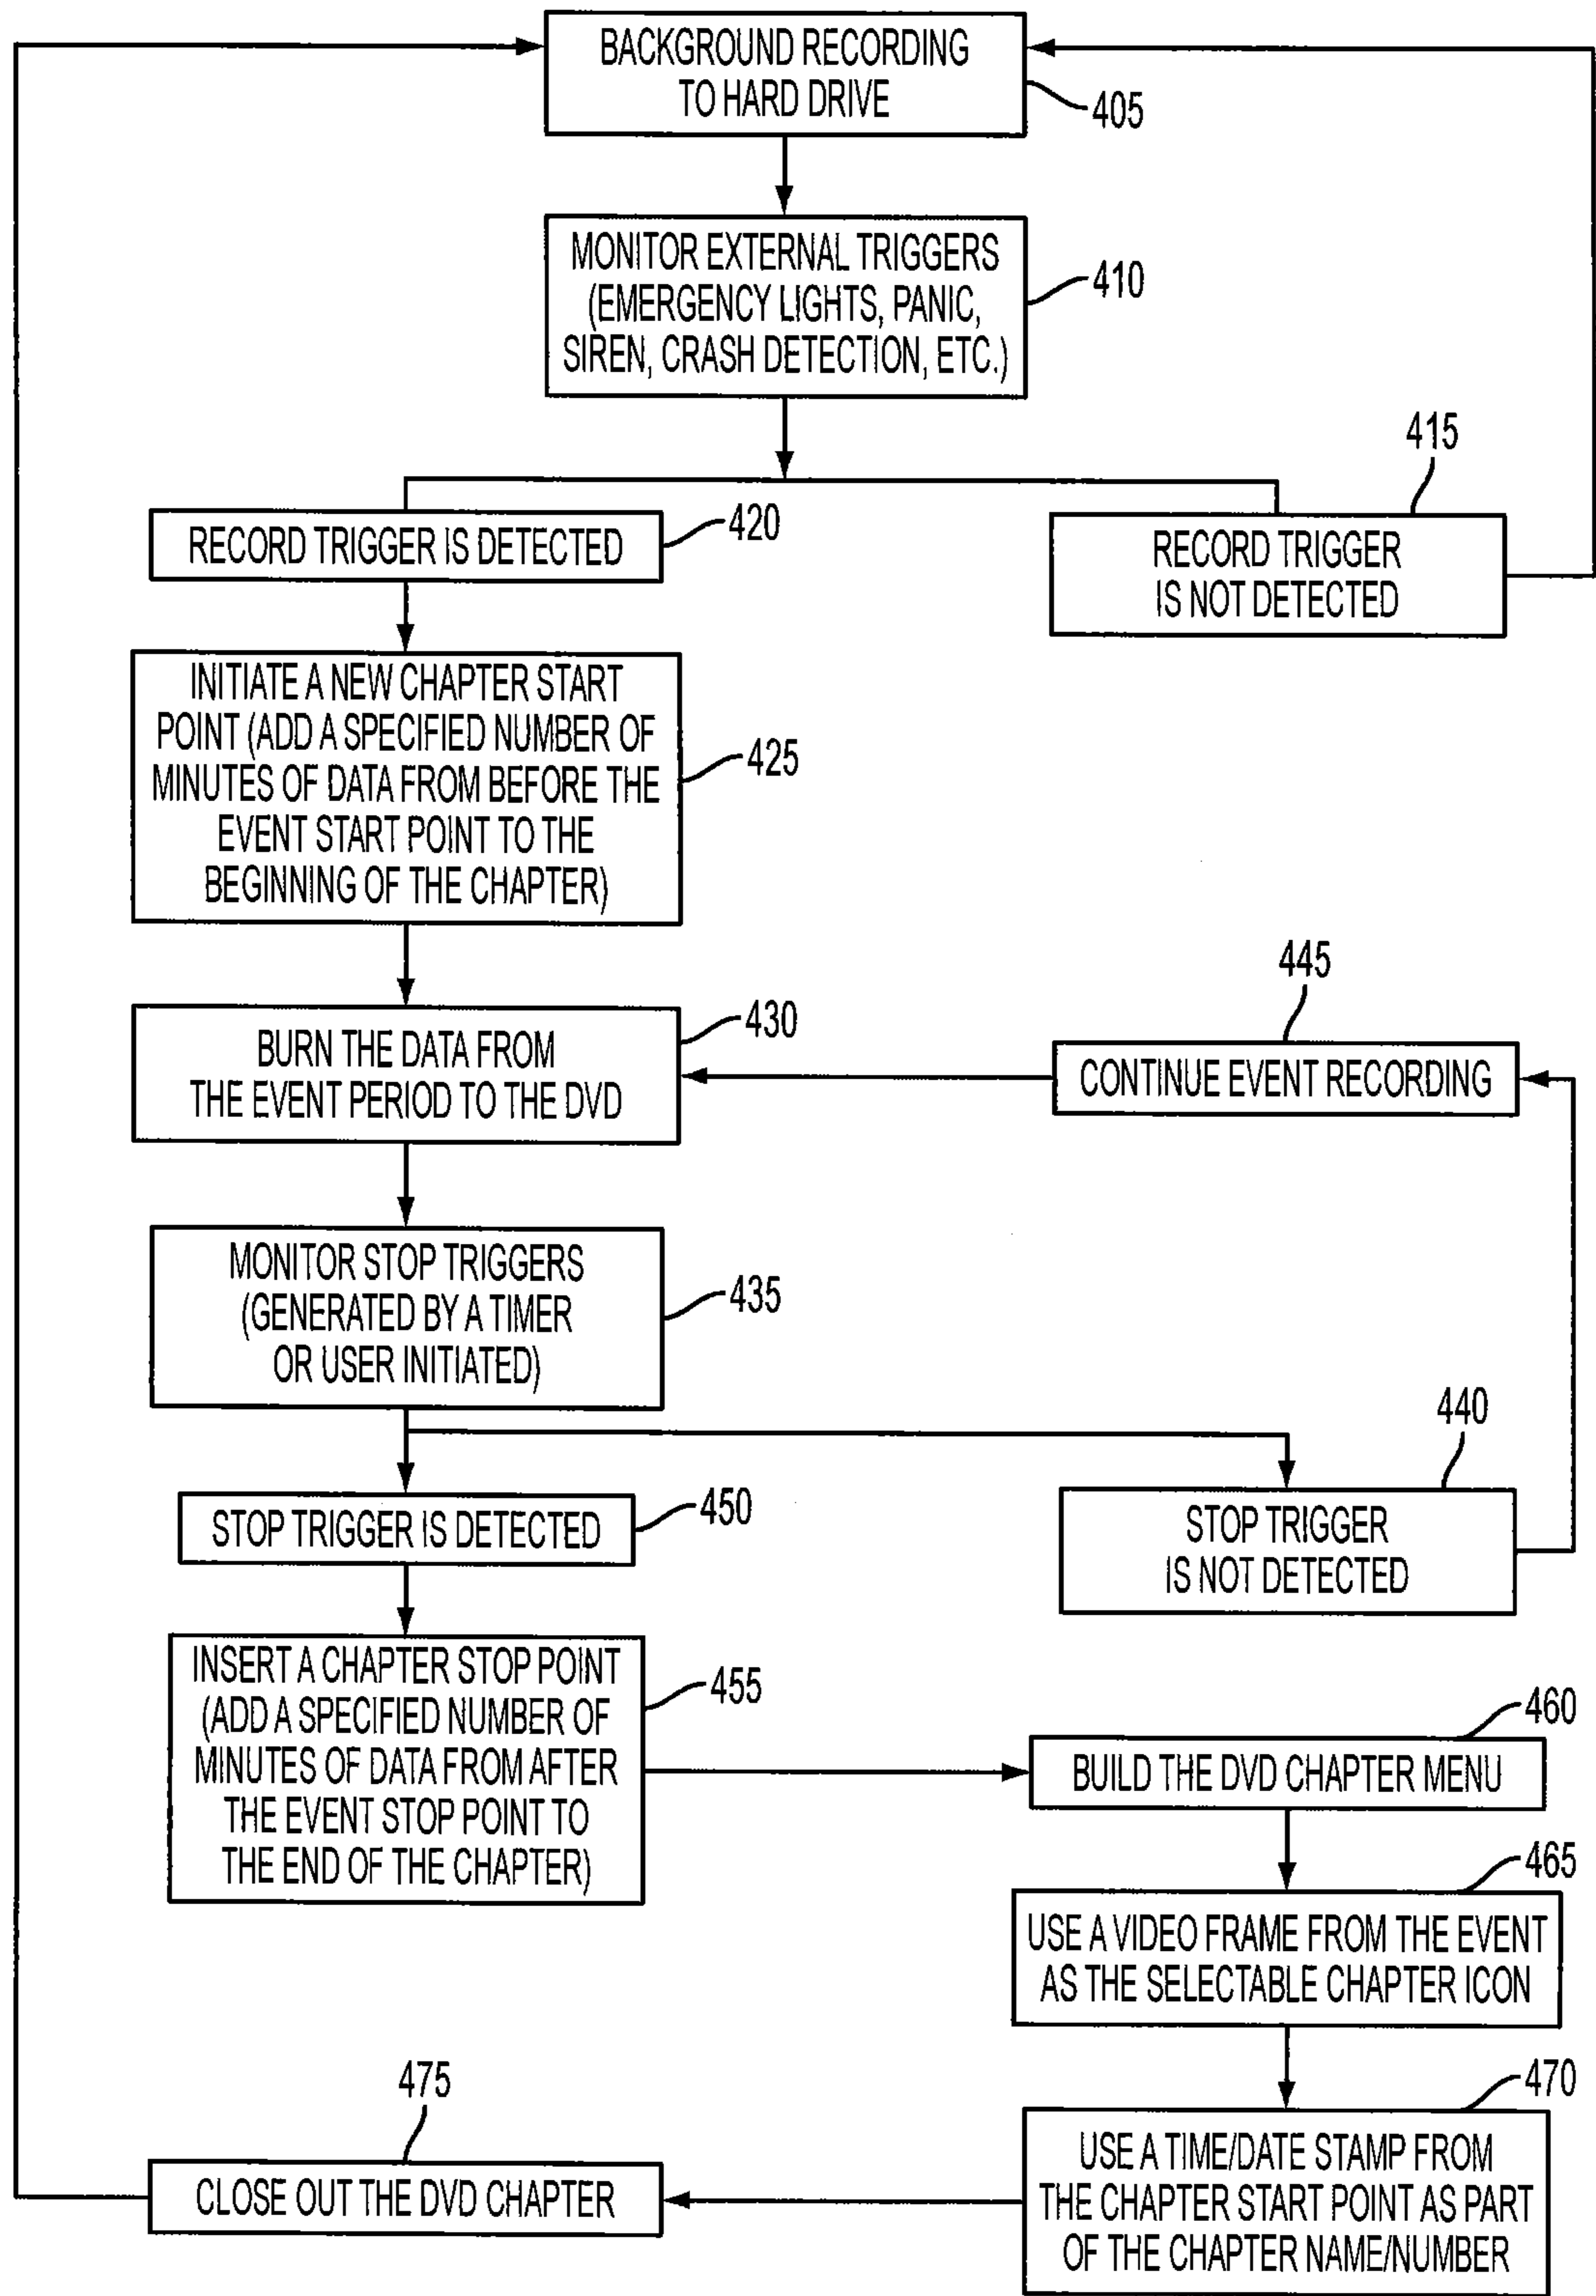 BACKGROUND RECORDING
TO HARD DRIVE
405
MONITOR EXTERNAL TRIGGERS
(EMERGENCY LIGHTS, PANIC,
SIREN, CRASH DETECTION, ETC.)
410
415
RECORD TRIGGER IS DETECTED
420
RECORD TRIGGER
IS NOT DETECTED
INITIATE A NEW CHAPTER START
POINT (ADD A SPECIFIED NUMBER OF
MINUTES OF DATA FROM BEFORE THE
EVENT START POINT TO THE
BEGINNING OF THE CHAPTER)
425
BURN THE DATA FROM
THE EVENT PERIOD TO THE DVD
430
445
CONTINUE EVENT RECORDING
MONITOR STOP TRIGGERS
(GENERATED BY A TIMER
OR USER INITIATED)
435
440
STOP TRIGGER IS DETECTED
450
STOP TRIGGER
IS NOT DETECTED
INSERT A CHAPTER STOP POINT
(ADD A SPECIFIED NUMBER OF
MINUTES OF DATA FROM AFTER
THE EVENT STOP POINT TO
THE END OF THE CHAPTER)
455
460
BUILD THE DVD CHAPTER MENU
465
USE A VIDEO FRAME FROM THE EVENT
AS THE SELECTABLE CHAPTER ICON
470
USE A TIME/DATE STAMP FROM
THE CHAPTER START POINT AS PART
OF THE CHAPTER NAME/NUMBER
475
CLOSE OUT THE DVD CHAPTER